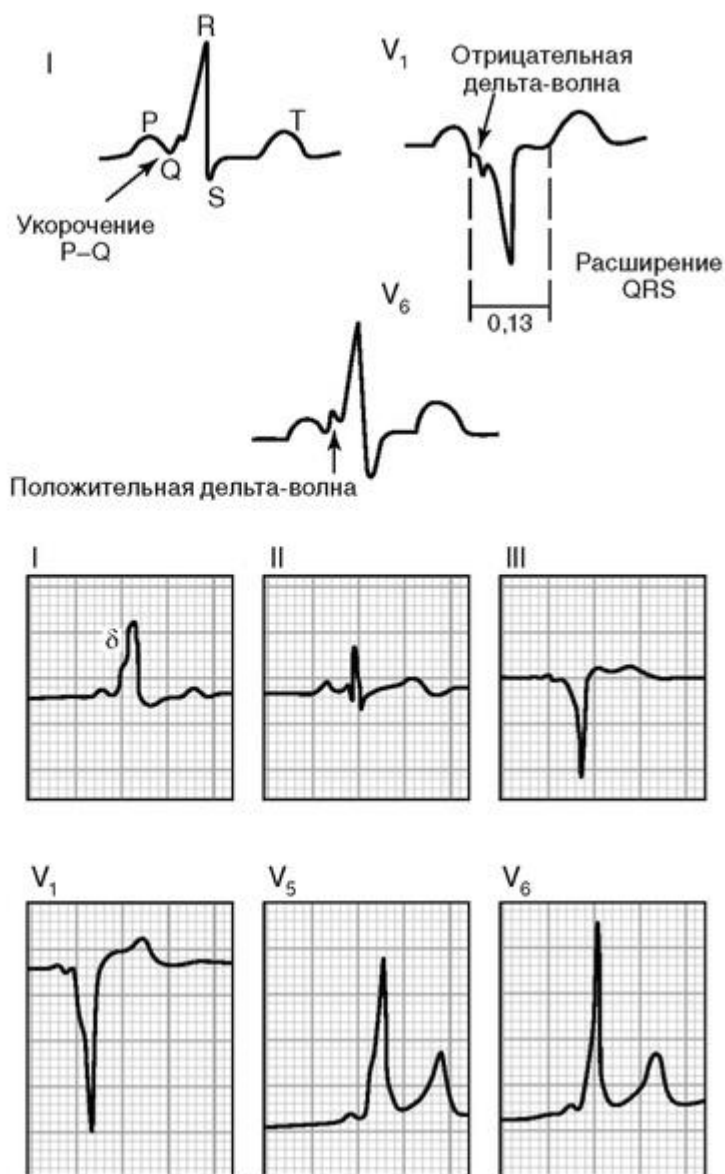 I
R
P
Q
S
T
Укорочение
P–Q
V1
Отрицательная
дельта-волна
0,13
Расширение
QRS
V6
Положительная дельта-волна
I
II
III
δ
V1
V5
V6